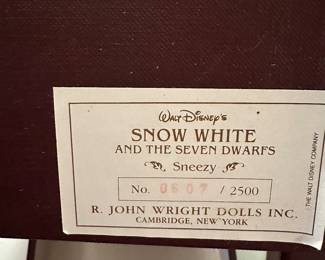 Walt Disney's
SNOW WHITE
AND THE SEVEN DWARFS
Sneezy
No. 0607 / 2500
R. JOHN WRIGHT DOLLS INC.
CAMBRIDGE, NEW YORK
© THE WALT DISNEY COMPANY